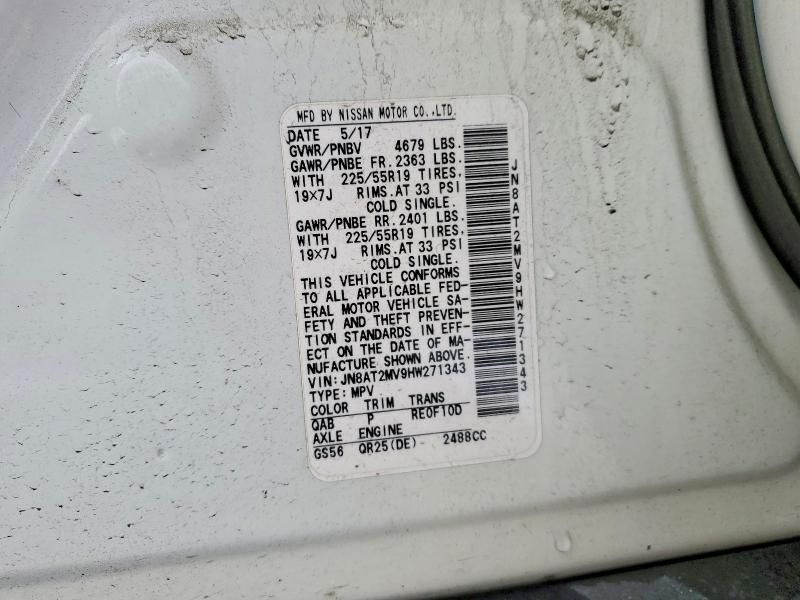 MFD BY NISSAN MOTOR CO.,LTD.
DATE 5/17
GVWR/PNBV 4679 LBS.
GAWR/PNBE FR. 2363 LBS.
WITH 225/55R19 TIRES,
19×7J RIMS.AT 33 PSI
COLD SINGLE.
GAWR/PNBE RR. 2401 LBS.
WITH 225/55R19 TIRES,
19×7J RIMS.AT 33 PSI
COLD SINGLE.
THIS VEHICLE CONFORMS
TO ALL APPLICABLE FED-
ERAL MOTOR VEHICLE SA-
FETY AND THEFT PREVEN-
TION STANDARDS IN EFF-
ECT ON THE DATE OF MA-
NUFACTURE SHOWN ABOVE.
VIN: JN8AT2MV9HW271343
TYPE: MPV
COLOR TRIM TRANS
QAB P RE0F10D
AXLE ENGINE
GS56 QR25(DE)- 2488CC
JN8AT2MV9HW271343